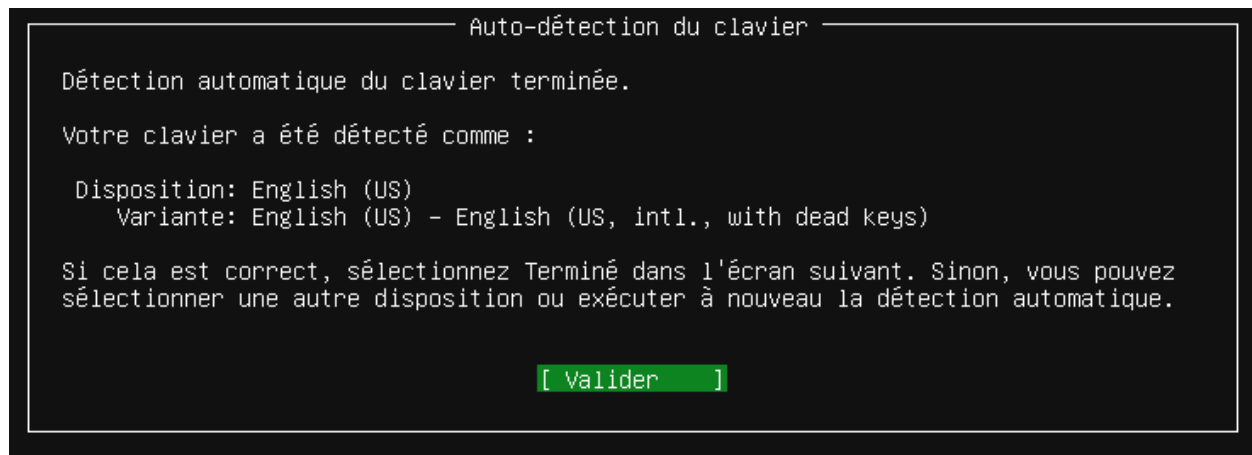 Auto-détection du clavier
Détection automatique du clavier terminée.
Votre clavier a été détecté comme :
Disposition: English (US)
Variante: English (US) - English (US, intl., with dead keys)
Si cela est correct, sélectionnez Terminé dans l'écran suivant. Sinon, vous pouvez
sélectionner une autre disposition ou exécuter à nouveau la détection automatique.
[ Valider ]